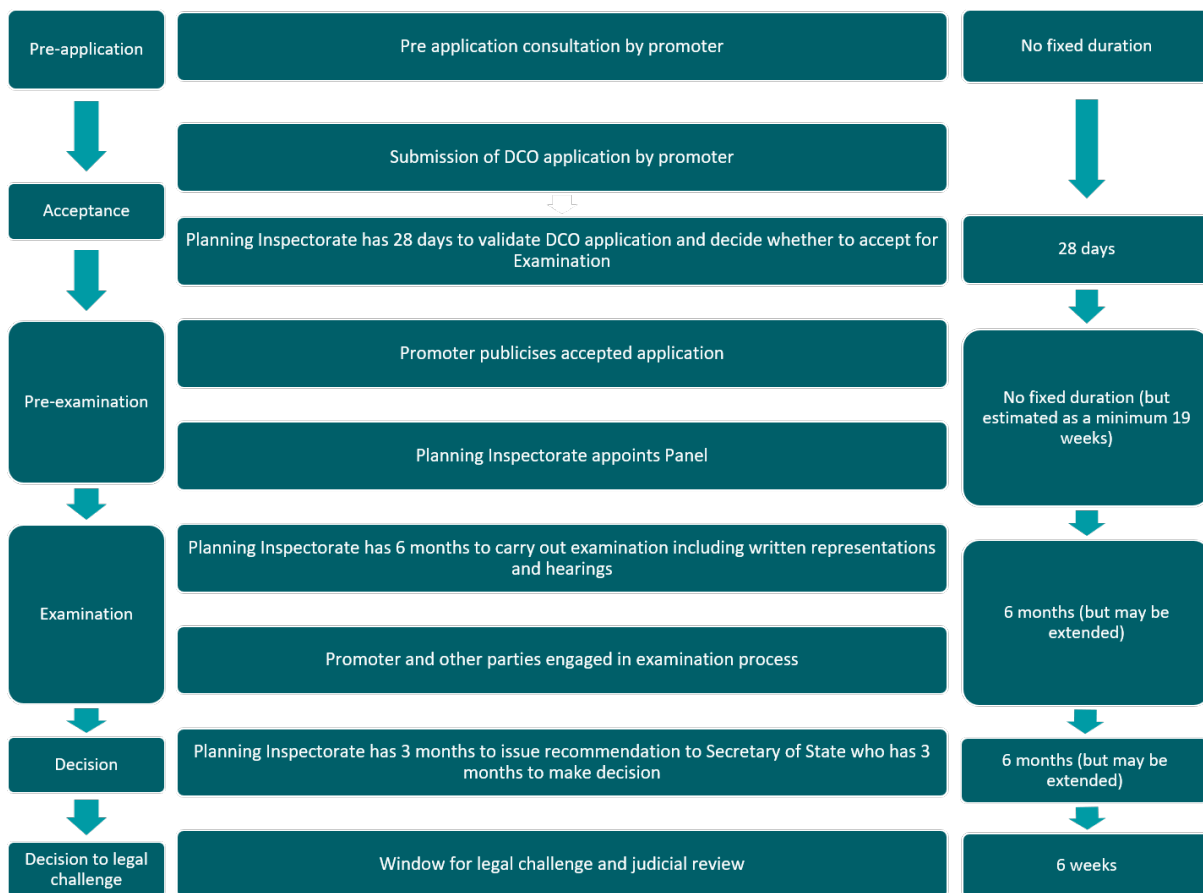 Pre-application
Pre application consultation by promoter
No fixed duration
Submission of DCO application by promoter
Acceptance
Planning Inspectorate has 28 days to validate DCO application and decide whether to accept for
Examination
28 days
Pre-examination
Promoter publicises accepted application
Planning Inspectorate appoints Panel
No fixed duration (but
estimated as a minimum 19
weeks)
Examination
Planning Inspectorate has 6 months to carry out examination including written representations
and hearings
Promoter and other parties engaged in examination process
6 months (but may be
extended)
Decision
Planning Inspectorate has 3 months to issue recommendation to Secretary of State who has 3
months to make decision
6 months (but may be
extended)
Decision to legal
challenge
Window for legal challenge and judicial review
6 weeks